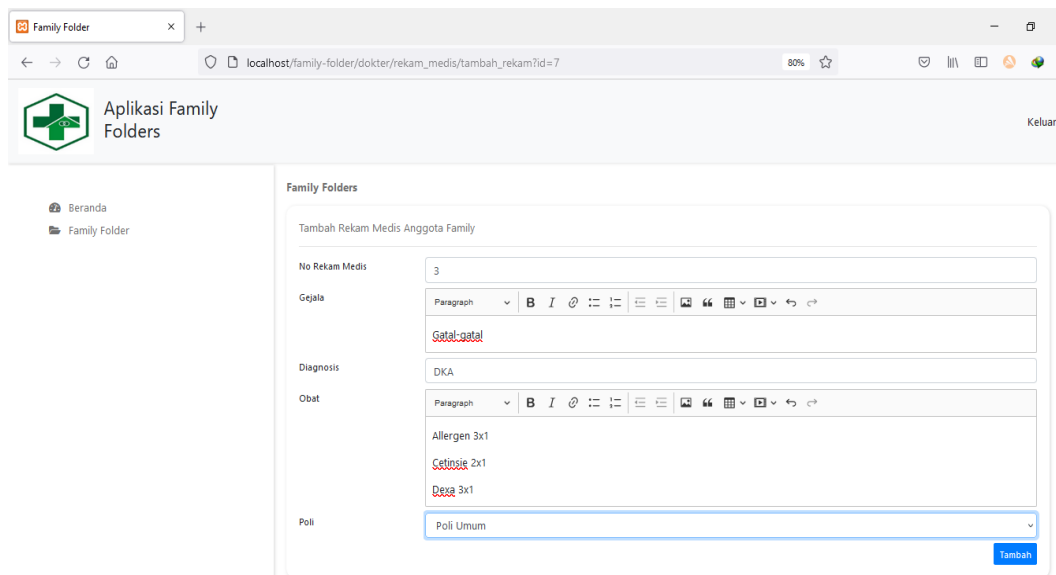 Family Folder
localhost/family-folder/dokter/rekam_medis/tambah_rekam?id=7
80%
Aplikasi Family
Folders
Keluar
Beranda
Family Folder
Family Folders
Tambah Rekam Medis Anggota Family
No Rekam Medis
3
Gejala
Paragraph
B I
Gatal-gatal
Diagnosis
DKA
Obat
Paragraph
B I
Allergen 3x1
Cetinsie 2x1
Dexa 3x1
Poli
Poli Umum
Tambah